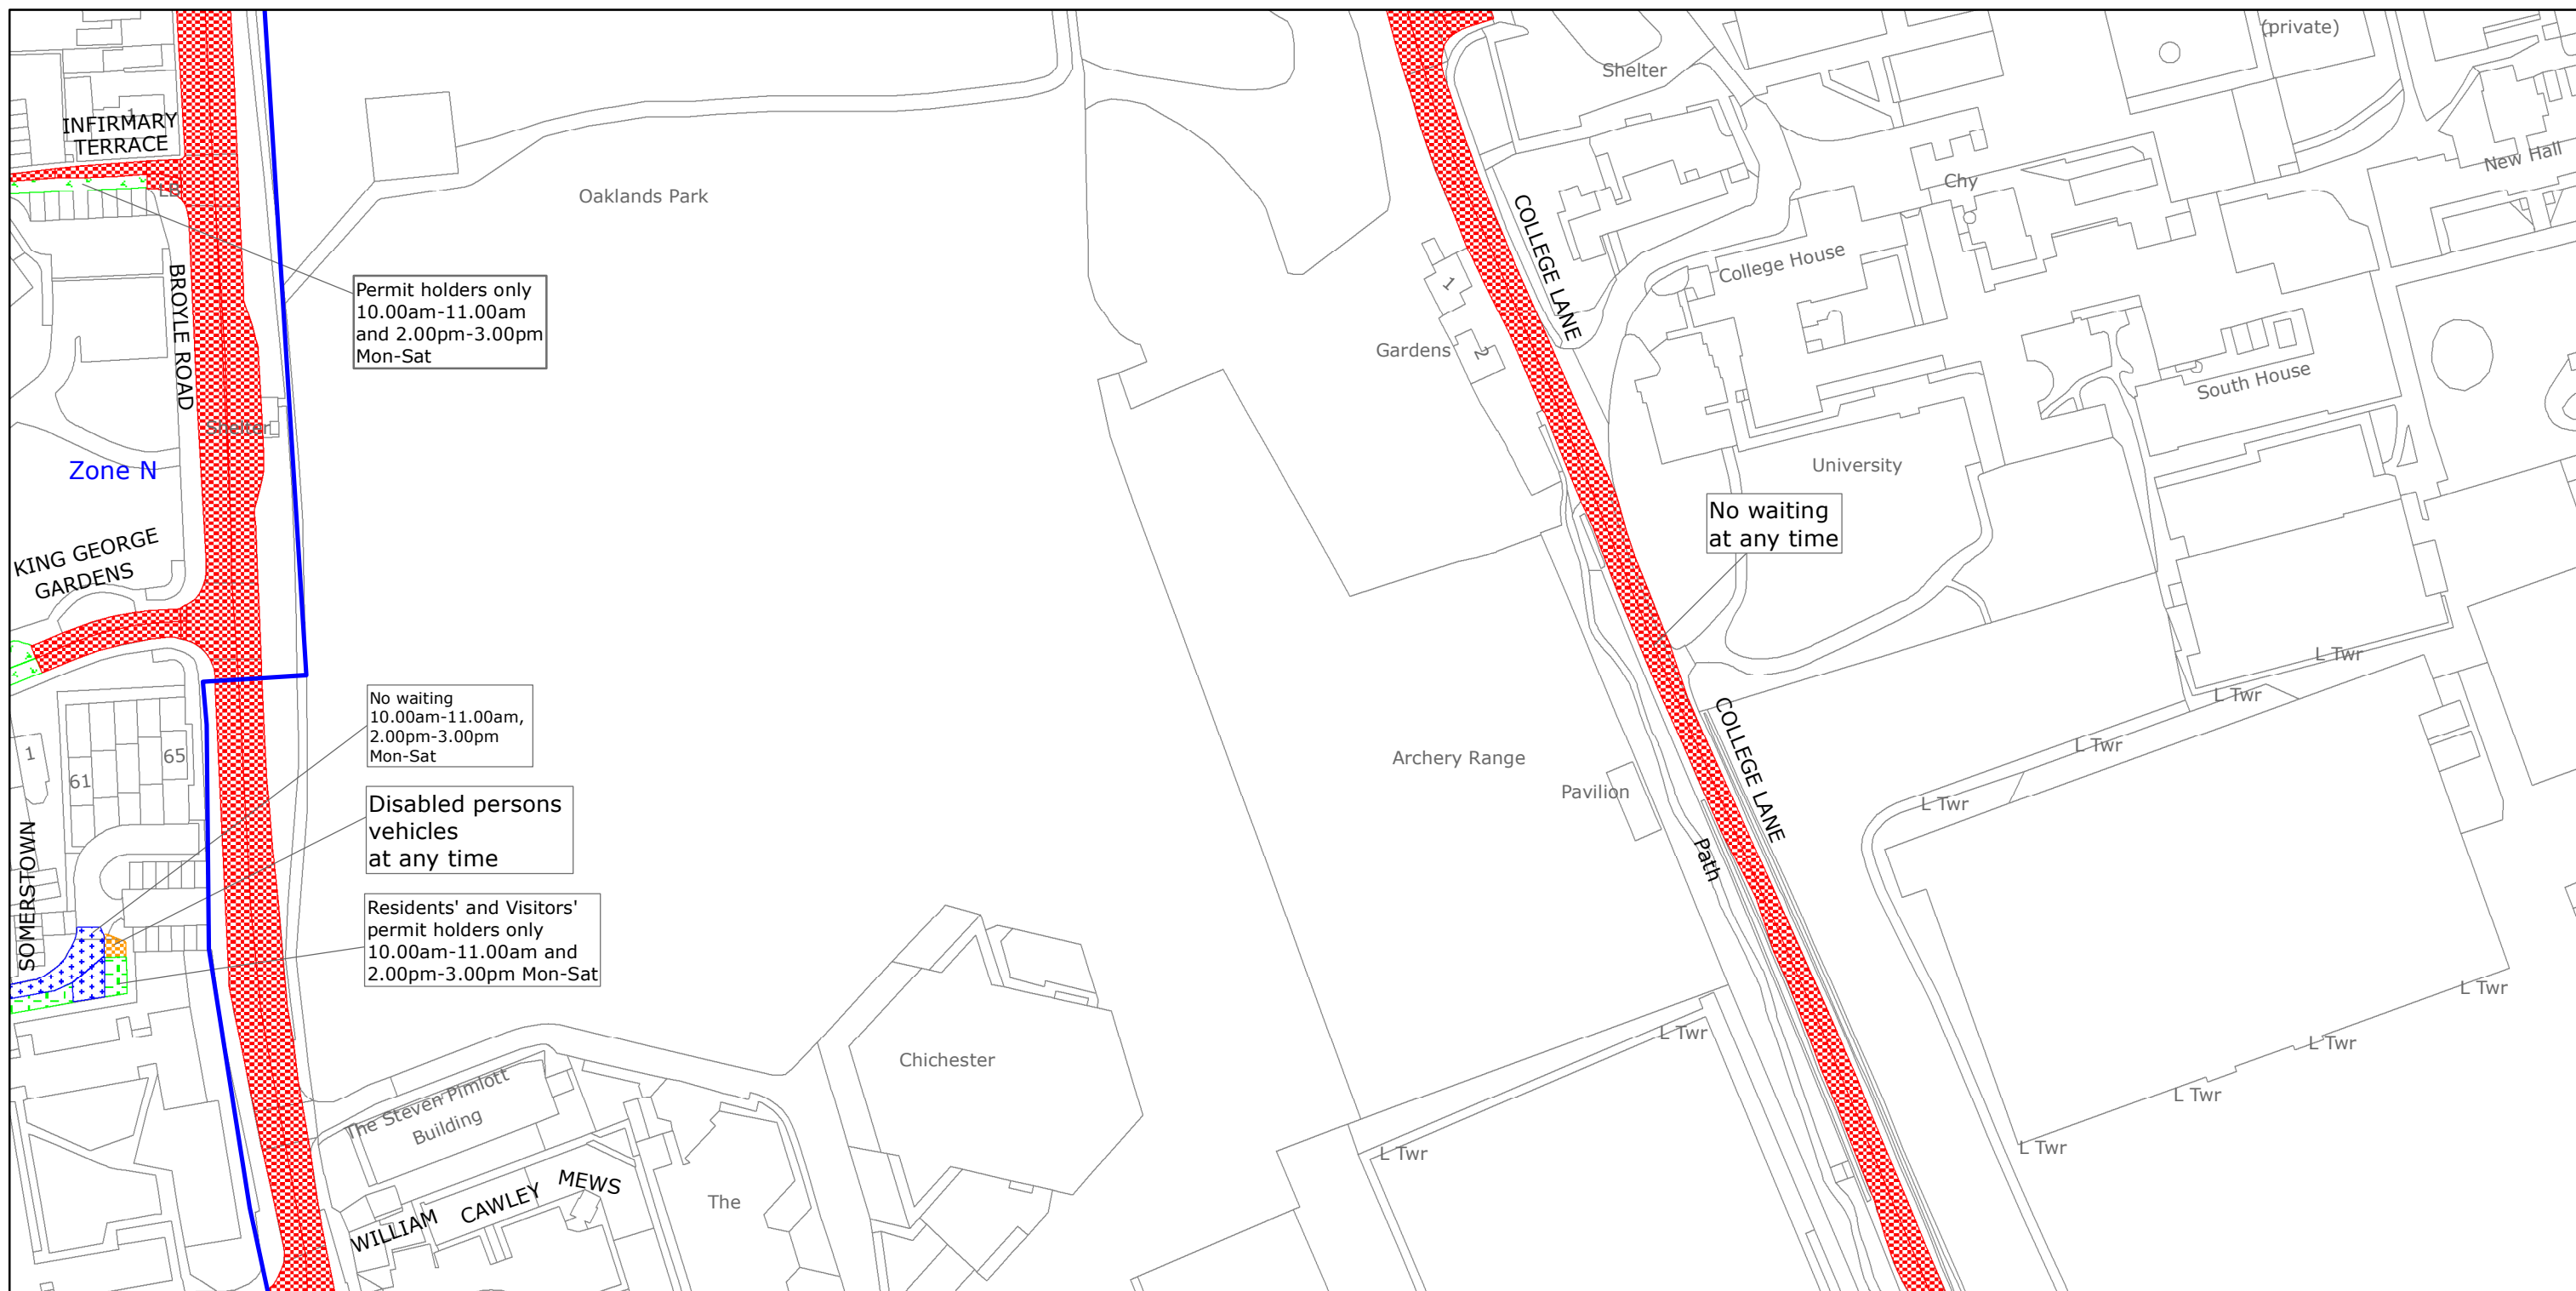 (private)
Shelter
1
INFIRMARY
TERRACE
LB
New Hall
Chy
Oaklands Park
COLLEGE LANE
College House
BROYLE ROAD
Permit holders only
10.00am-11.00am
and 2.00pm-3.00pm
Mon-Sat
1
Gardens
2
South House
Shelter
Zone N
University
No waiting
at any time
KING GEORGE
GARDENS
L Twr
L Twr
No waiting
10.00am-11.00am,
2.00pm-3.00pm
Mon-Sat
COLLEGE LANE
L Twr
1
65
61
Archery Range
Pavilion
L Twr
Disabled persons
vehicles
at any time
Path
SOMERSTOWN
Residents' and Visitors'
permit holders only
10.00am-11.00am and
2.00pm-3.00pm Mon-Sat
L Twr
L Twr
L Twr
Chichester
L Twr
The Steven Pimlott
Building
L Twr
L Twr
WILLIAM CAWLEY MEWS
The